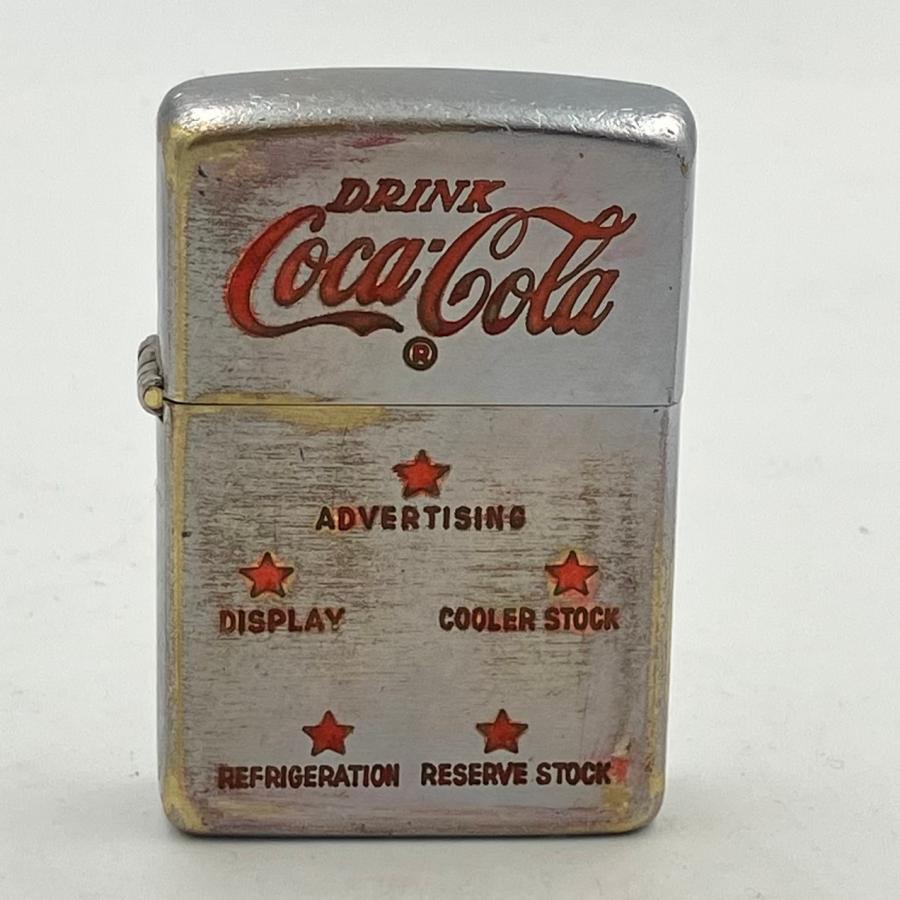 DRINK
Coca-Cola
®
ADVERTISING
DISPLAY COOLER STOCK
REFRIGERATION RESERVE STOCK